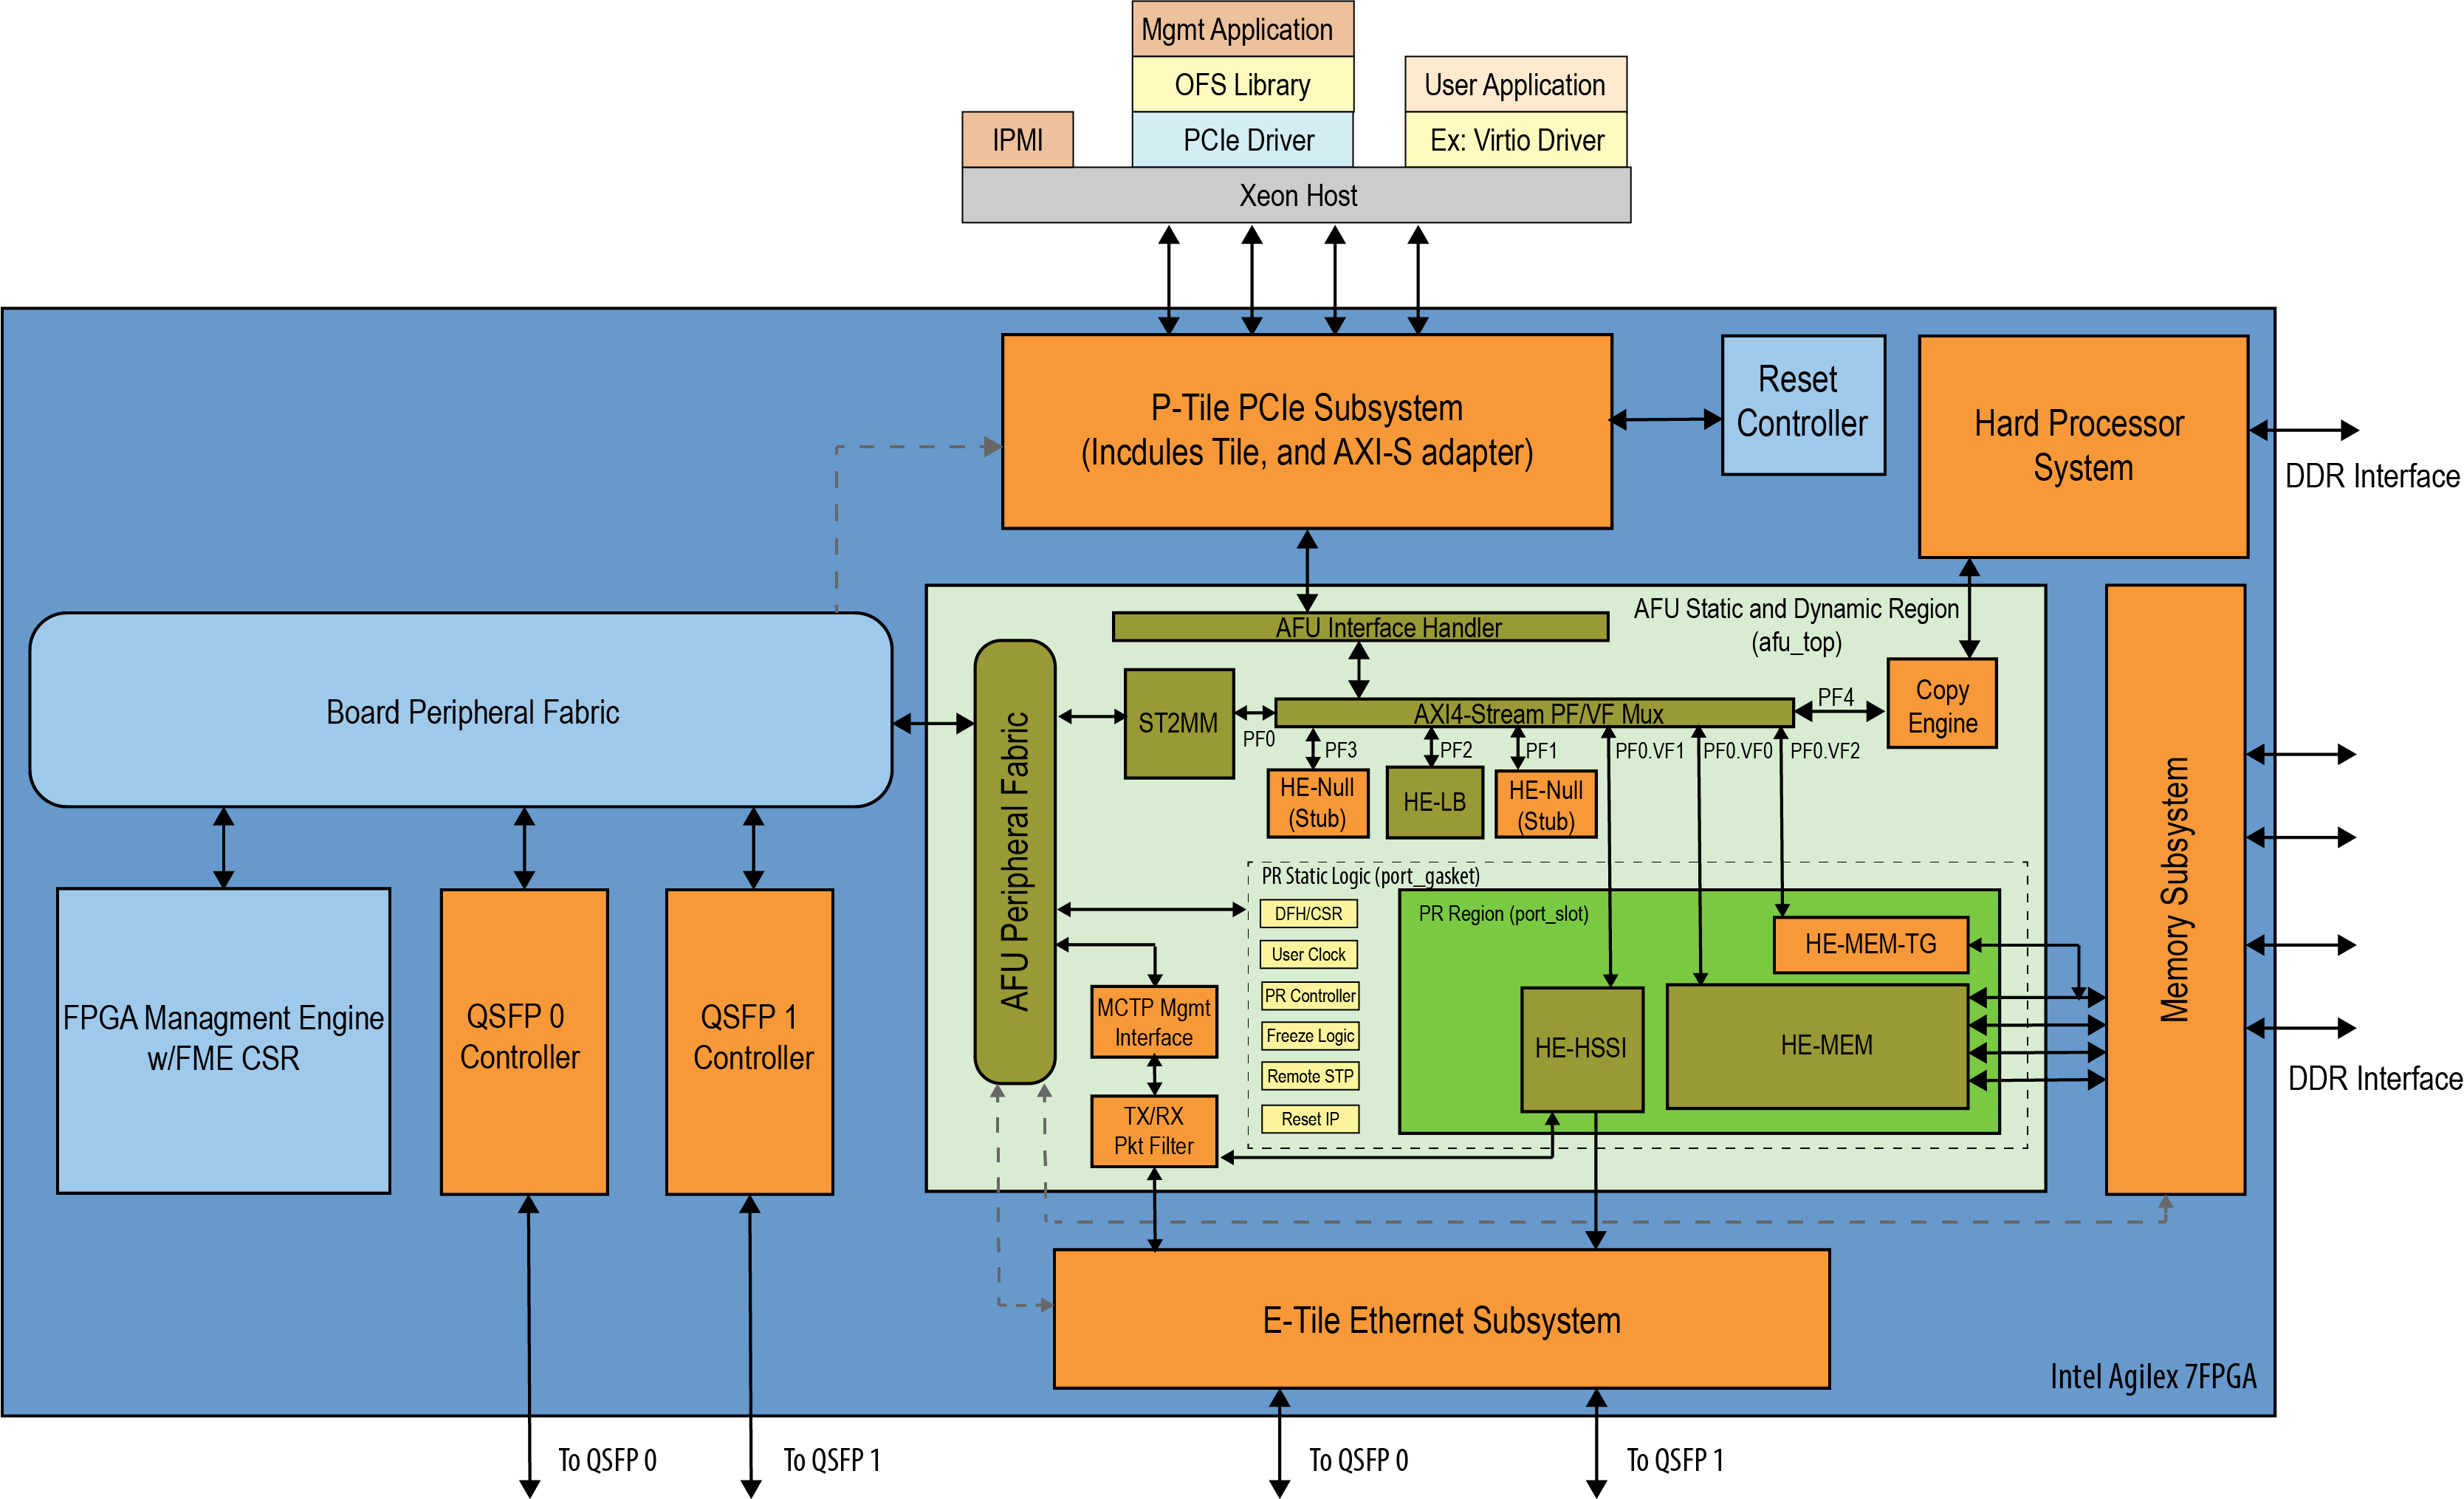 Mgmt Application
OFS Library
User Application
IPMI
PCIe Driver
Ex: Virtio Driver
Xeon Host
P-Tile PCIe Subsystem
(Incdules Tile, and AXI-S adapter)
Reset
Controller
Hard Processor
System
DDR Interface
AFU Static and Dynamic Region
(afu_top)
AFU Interface Handler
Board Peripheral Fabric
AFU Peripheral Fabric
ST2MM
PF0
AXI4-Stream PF/VF Mux
PF4
Copy
Engine
PF3
PF2
PF1
PF0.VF1
PF0.VF0
PF0.VF2
HE-Null
(Stub)
HE-LB
HE-Null
(Stub)
Memory Subsystem
PR Static Logic (port_gasket)
DFH/CSR
User Clock
PR Controller
Freeze Logic
Remote STP
Reset IP
PR Region (port_slot)
HE-MEM-TG
HE-HSSI
HE-MEM
MCTP Mgmt
Interface
TX/RX
Pkt Filter
FPGA Managment Engine
w/FME CSR
QSFP 0
Controller
QSFP 1
Controller
DDR Interface
E-Tile Ethernet Subsystem
Intel Agilex 7FPGA
To QSFP 0
To QSFP 1
To QSFP 0
To QSFP 1